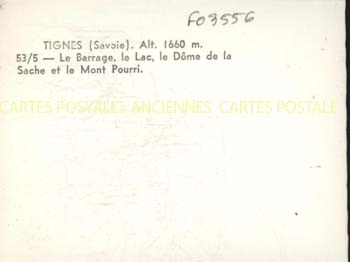 F03556
TIGNES (Savoie). Alt. 1660 m.
53/5 — Le Barrage, le Lac, le Dôme de la
Sache et le Mont Pourri.
CARTES POSTALES ANCIENNES CARTES POSTALE